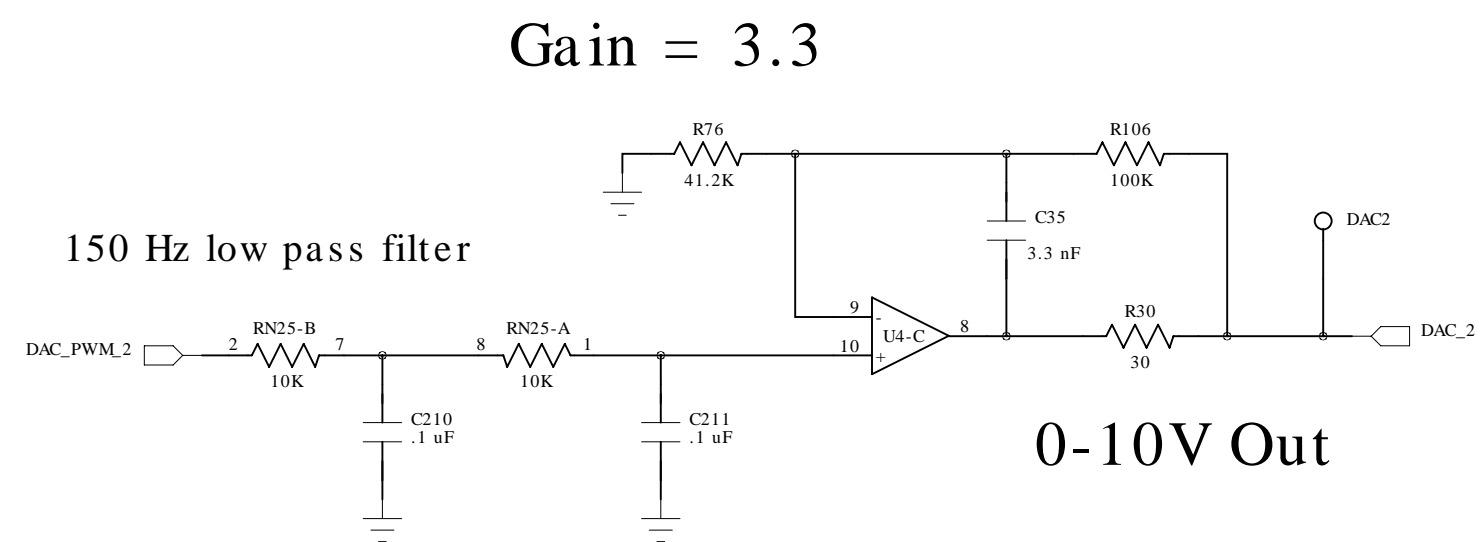 Gain = 3.3
R76
41.2K
R106
100K
C35
3.3 nF
DAC2
150 Hz low pass filter
DAC_PWM_2
2
RN25-B
7
10K
8
RN25-A
1
10K
9
-
U4-C
8
10
+
R30
30
DAC_2
C210
.1 uF
C211
.1 uF
0-10V Out